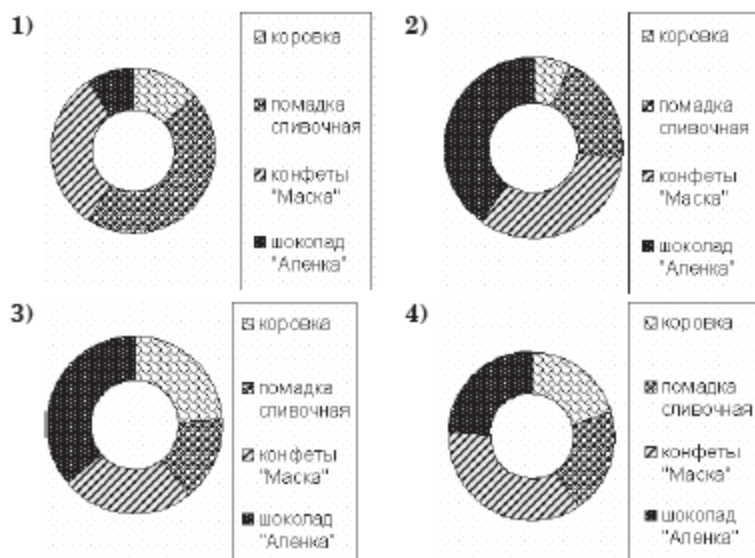 1)
коровка
помадка
сливочная
конфеты
"Маска"
шоколад
"Аленка"
2)
коровка
помадка
сливочная
конфеты
"Маска"
шоколад
"Аленка"
3)
коровка
помадка
сливочная
конфеты
"Маска"
шоколад
"Аленка"
4)
коровка
помадка
сливочная
конфеты
"Маска"
шоколад
"Аленка"